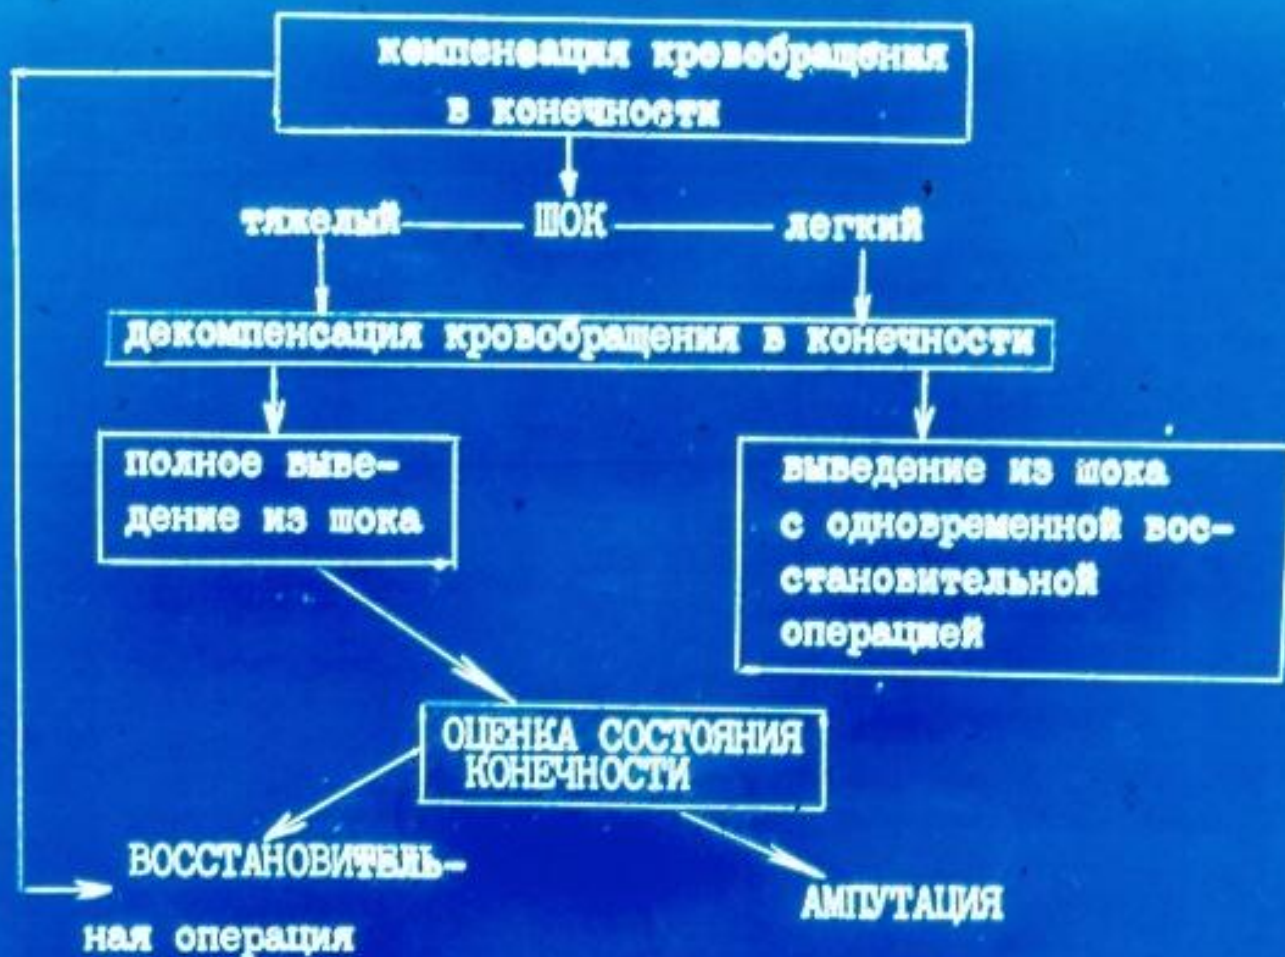 компенсация кровобращения
в конечности
тяжелый ШОК легкий
декомпенсация кровобращения в конечности
полное выве-
дение из шока
выведение из шока
с одновременной вос-
становительной
операцией
ОЦЕНКА СОСТОЯНИЯ
КОНЕЧНОСТИ
ВОССТАНОВИТЕЛЬ-
ная операция
АМПУТАЦИЯ